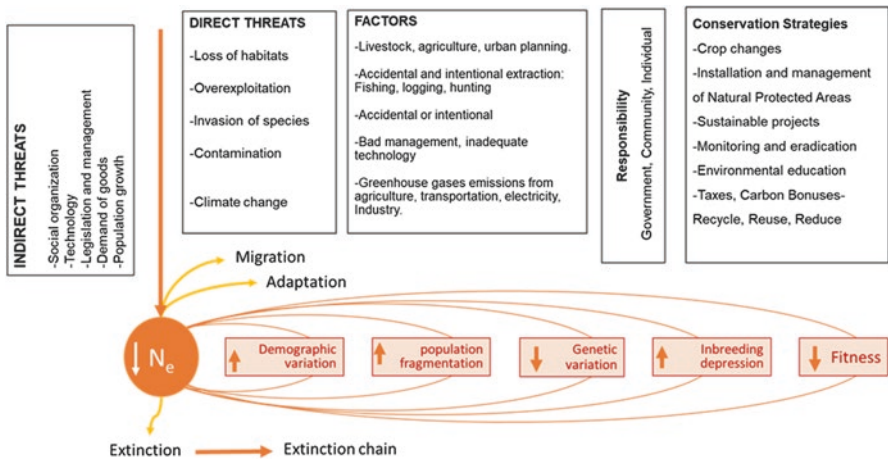 INDIRECT THREATS
-Social organization
-Technology
-Legislation and management
-Demand of goods
-Population growth
DIRECT THREATS
-Loss of habitats
-Overexploitation
-Invasion of species
-Contamination
-Climate change
FACTORS
-Livestock, agriculture, urban planning.
-Accidental and intentional extraction:
Fishing, logging, hunting
-Accidental or intentional
-Bad management, inadequate
technology
-Greenhouse gases emissions from
agriculture, transportation, electricity,
Industry.
Responsibility
Government, Community, Individual
Conservation Strategies
-Crop changes
-Installation and management
of Natural Protected Areas
-Sustainable projects
-Monitoring and eradication
-Environmental education
-Taxes, Carbon Bonuses-
Recycle, Reuse, Reduce
Migration
Adaptation
Ne
Demographic
variation
population
fragmentation
Genetic
variation
Inbreeding
depression
Fitness
Extinction
Extinction chain